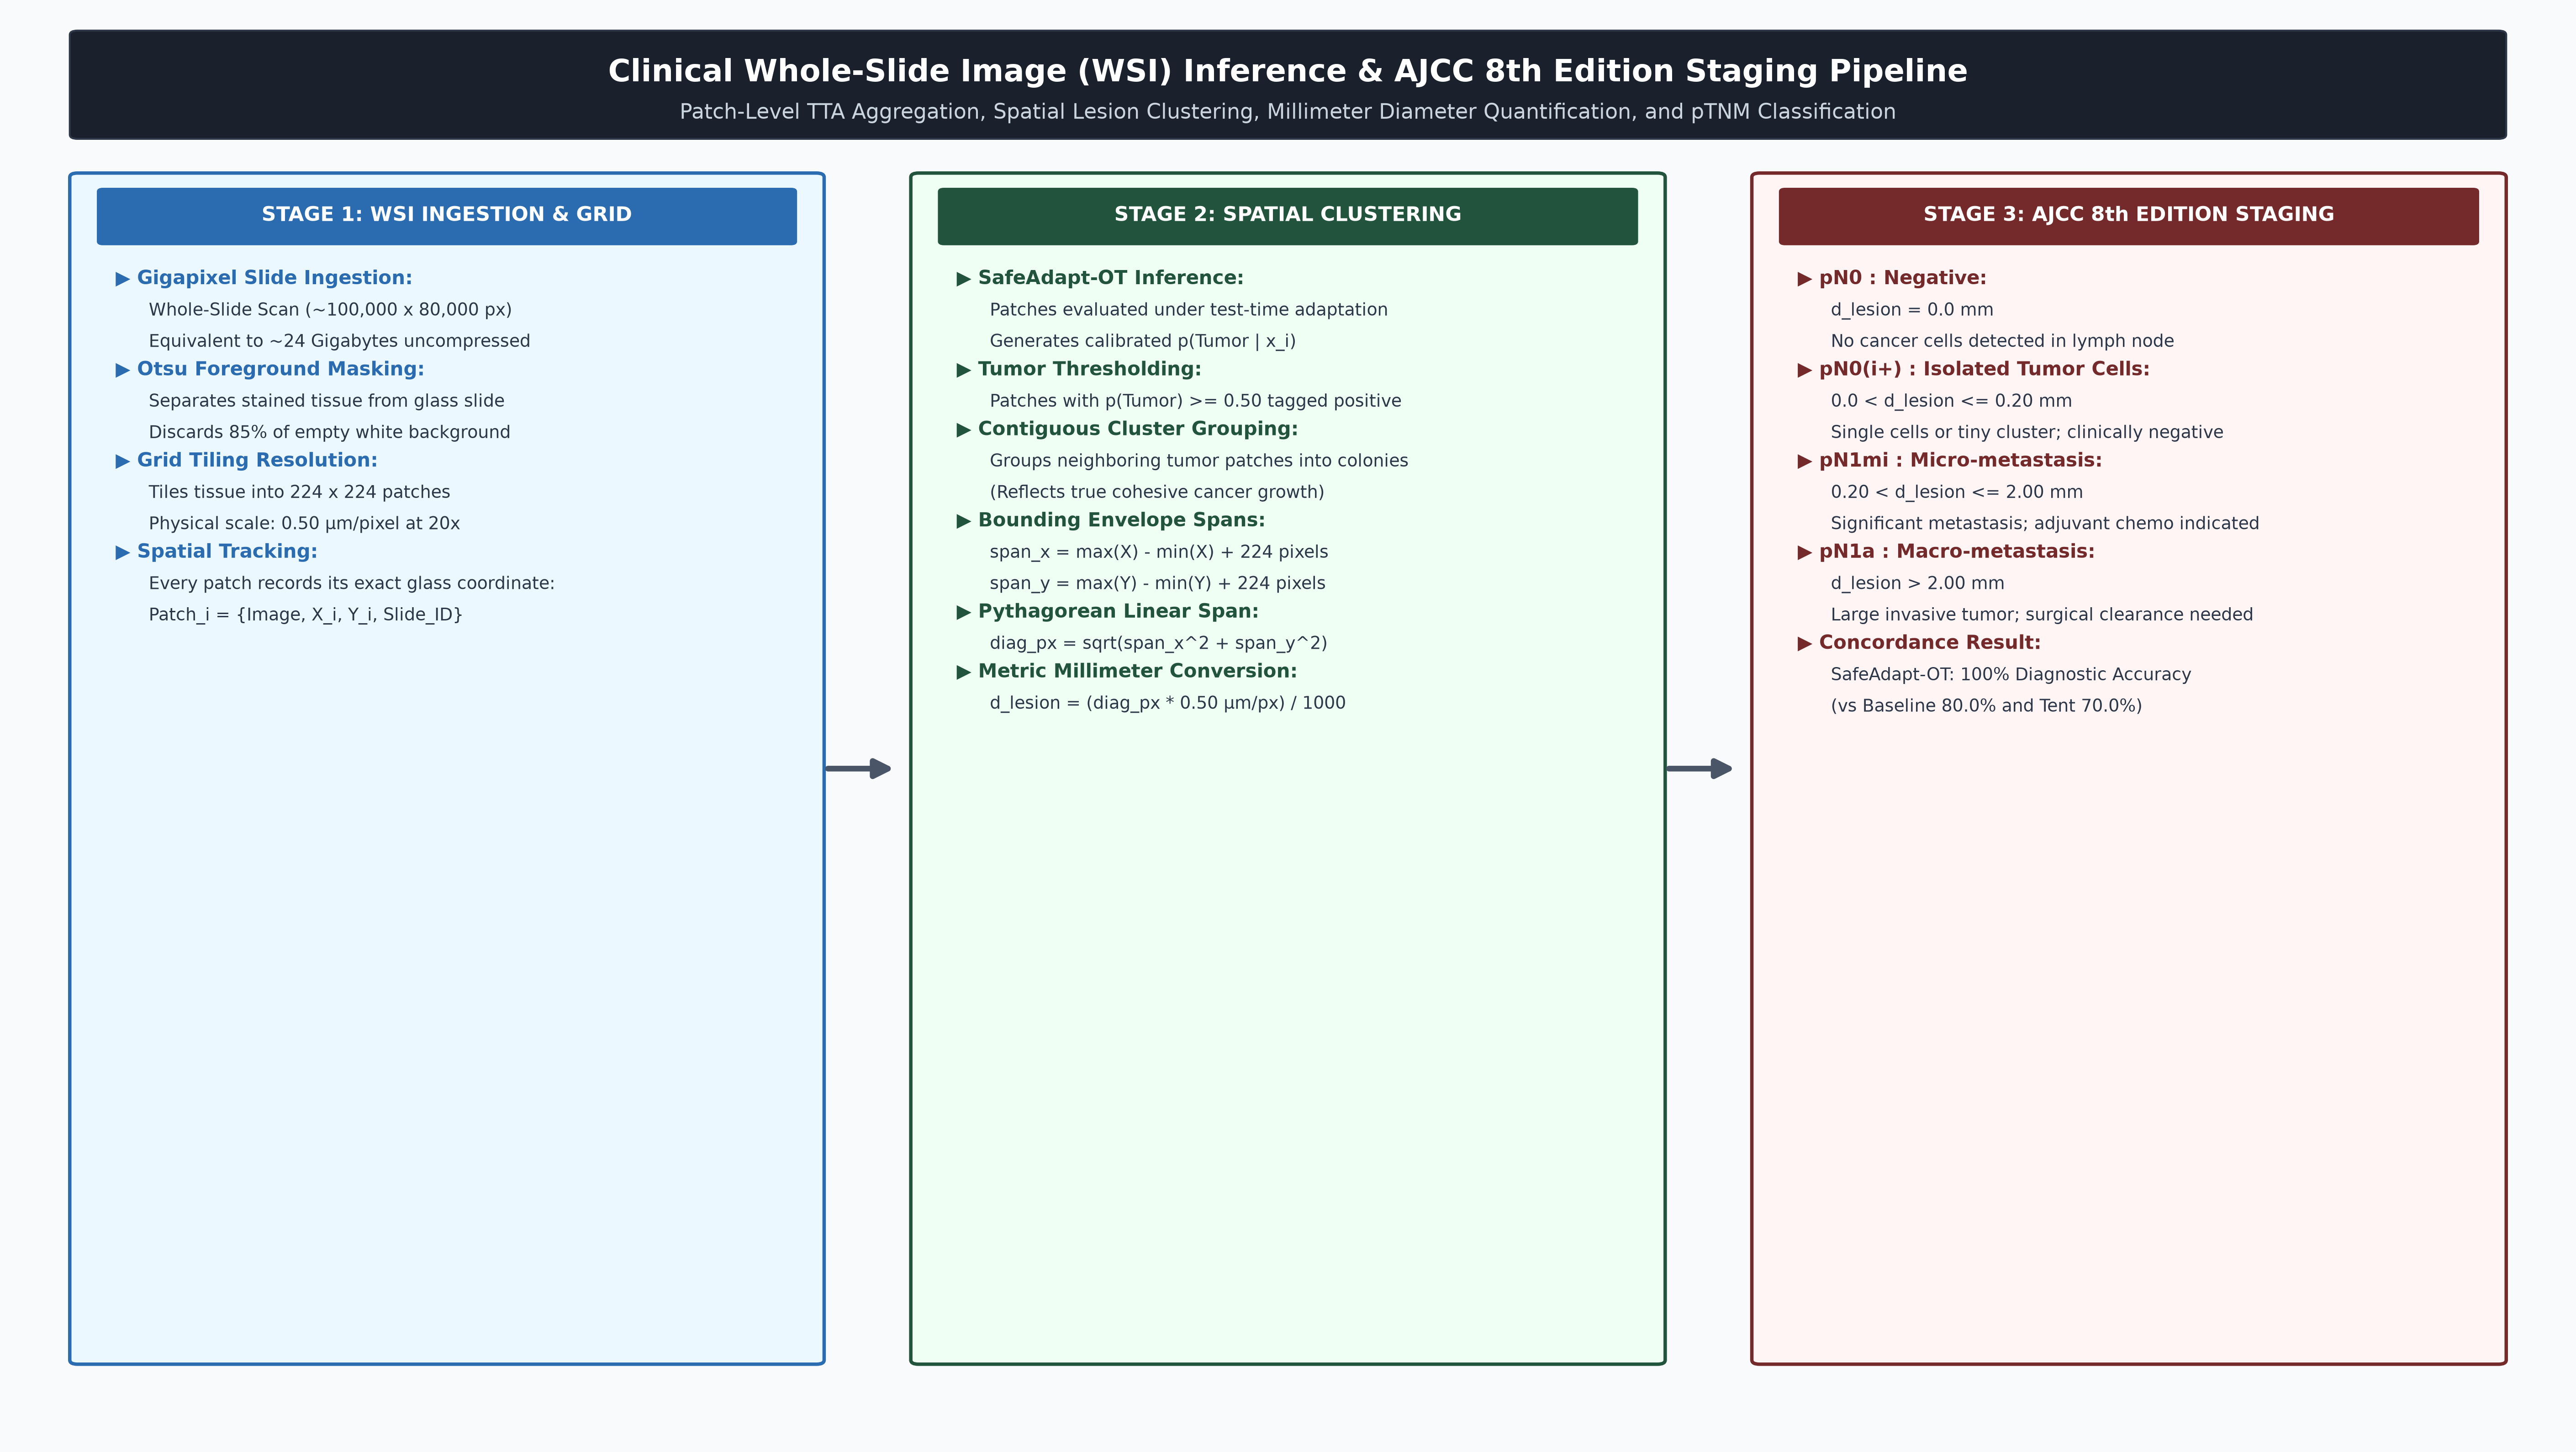 Clinical Whole-Slide Image (WSI) Inference & AJCC 8th Edition Staging Pipeline
Patch-Level TTA Aggregation, Spatial Lesion Clustering, Millimeter Diameter Quantification, and pTNM Classification
STAGE 1: WSI INGESTION & GRID
▶ Gigapixel Slide Ingestion:
Whole-Slide Scan (~100,000 x 80,000 px)
Equivalent to ~24 Gigabytes uncompressed
▶ Otsu Foreground Masking:
Separates stained tissue from glass slide
Discards 85% of empty white background
▶ Grid Tiling Resolution:
Tiles tissue into 224 x 224 patches
Physical scale: 0.50 µm/pixel at 20x
▶ Spatial Tracking:
Every patch records its exact glass coordinate:
Patch_i = {Image, X_i, Y_i, Slide_ID}
STAGE 2: SPATIAL CLUSTERING
▶ SafeAdapt-OT Inference:
Patches evaluated under test-time adaptation
Generates calibrated p(Tumor | x_i)
▶ Tumor Thresholding:
Patches with p(Tumor) >= 0.50 tagged positive
▶ Contiguous Cluster Grouping:
Groups neighboring tumor patches into colonies
(Reflects true cohesive cancer growth)
▶ Bounding Envelope Spans:
span_x = max(X) - min(X) + 224 pixels
span_y = max(Y) - min(Y) + 224 pixels
▶ Pythagorean Linear Span:
diag_px = sqrt(span_x^2 + span_y^2)
▶ Metric Millimeter Conversion:
d_lesion = (diag_px * 0.50 µm/px) / 1000
STAGE 3: AJCC 8th EDITION STAGING
▶ pN0 : Negative:
d_lesion = 0.0 mm
No cancer cells detected in lymph node
▶ pN0(i+) : Isolated Tumor Cells:
0.0 < d_lesion <= 0.20 mm
Single cells or tiny cluster; clinically negative
▶ pN1mi : Micro-metastasis:
0.20 < d_lesion <= 2.00 mm
Significant metastasis; adjuvant chemo indicated
▶ pN1a : Macro-metastasis:
d_lesion > 2.00 mm
Large invasive tumor; surgical clearance needed
▶ Concordance Result:
SafeAdapt-OT: 100% Diagnostic Accuracy
(vs Baseline 80.0% and Tent 70.0%)